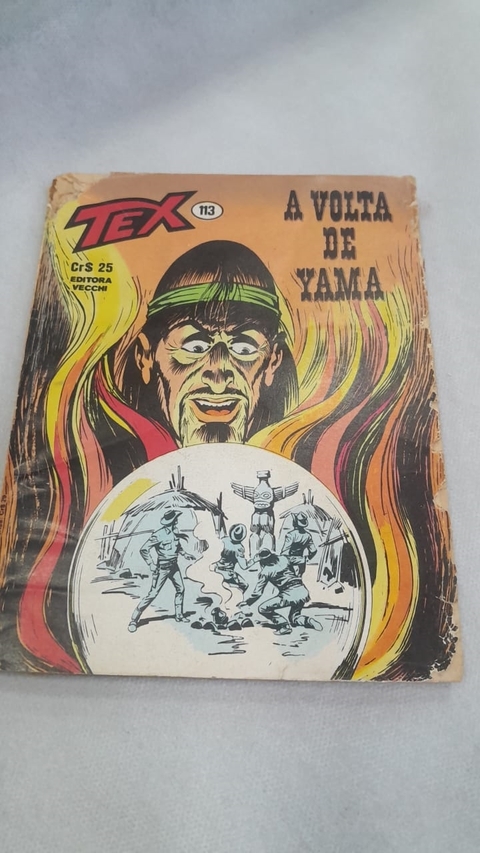 TEX
113
Cr$ 25
EDITORA
VECCHI
A VOLTA
DE
YAMA